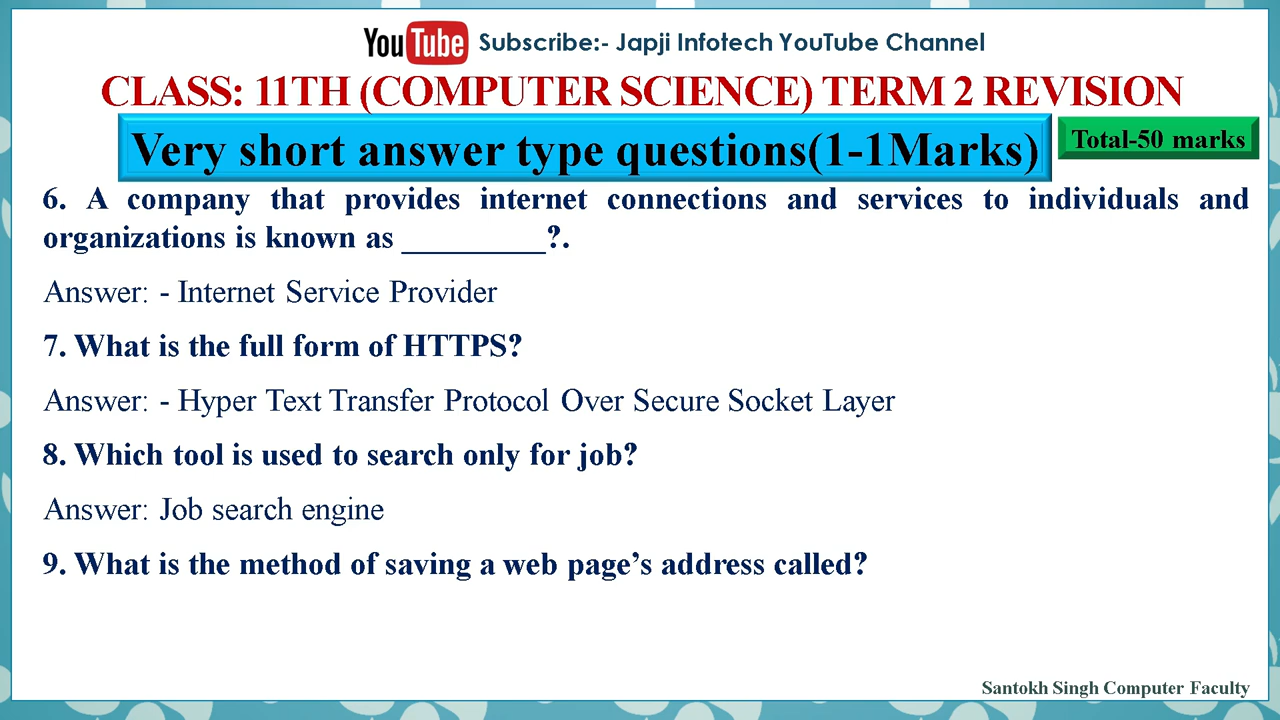 YouTube Subscribe:- Japji Infotech YouTube Channel
CLASS: 11TH (COMPUTER SCIENCE) TERM 2 REVISION
Very short answer type questions(1-1Marks)
Total-50 marks
6. A company that provides internet connections and services to individuals and
organizations is known as _________?.
Answer: - Internet Service Provider
7. What is the full form of HTTPS?
Answer: - Hyper Text Transfer Protocol Over Secure Socket Layer
8. Which tool is used to search only for job?
Answer: Job search engine
9. What is the method of saving a web page’s address called?
Santokh Singh Computer Faculty